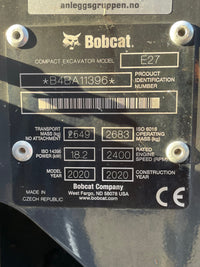 anleggsgruppen.no
Bobcat
COMPACT EXCAVATOR MODEL E27
*B4BA11396* PRODUCT IDENTIFICATION NUMBER
TRANSPORT MASS (KG) NO ATTACHMENT 2649 2683 ISO 6016 OPERATING MASS (kg)
ISO 14396 POWER (kW) 18.2 2400 RATED ENGINE SPEED (RPM)
MODEL YEAR 2020 2020 CONSTRUCTION YEAR
Bobcat Company
West Fargo, ND 58078 USA
www.bobcat.com
MADE IN
CZECH REPUBLIC